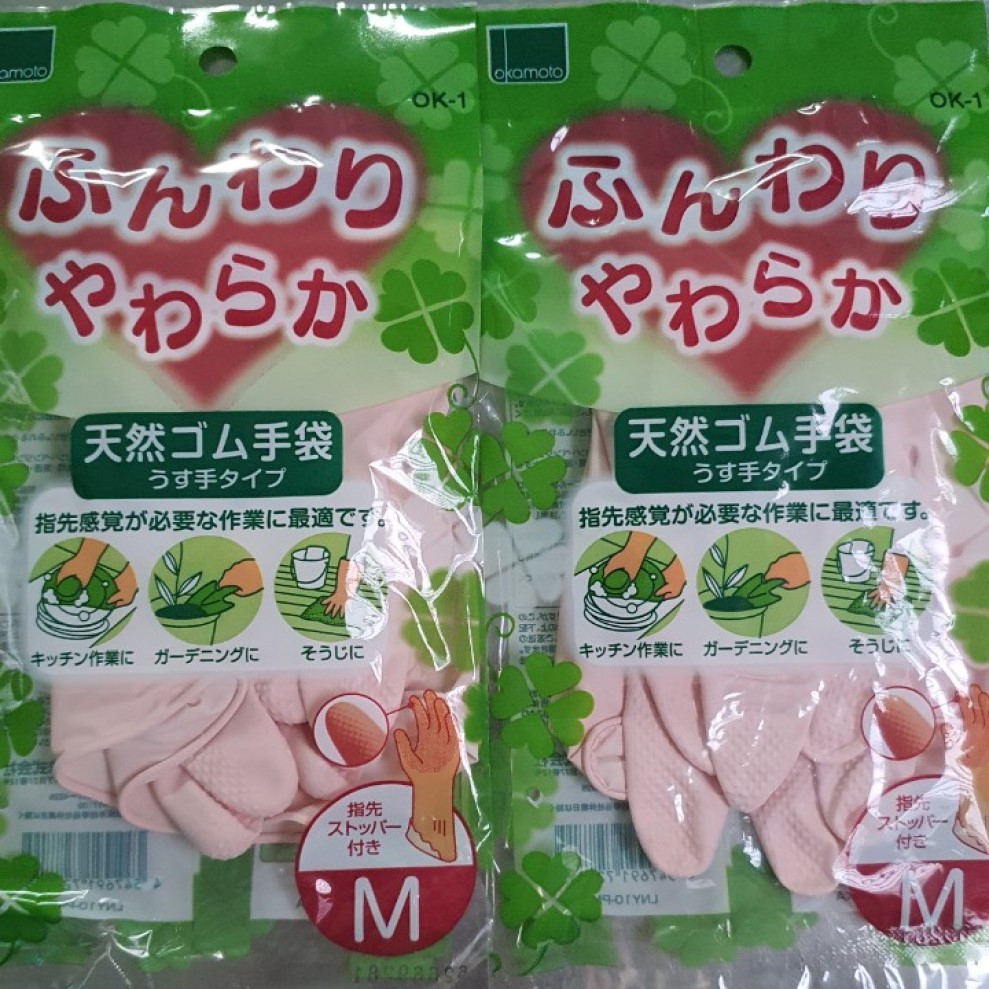 amoto
OK-1
ふんわり
やわらか
天然ゴム手袋
うす手タイプ
指先感覚が必要な作業に最適です。
キッチン作業に
ガーデニングに
そうじに
指先
ストッパー
付き
M
okamoto
OK-1
ふんわり
やわらか
天然ゴム手袋
うす手タイプ
指先感覚が必要な作業に最適です。
キッチン作業に
ガーデニングに
そうじに
指先
ストッパー
付き
M